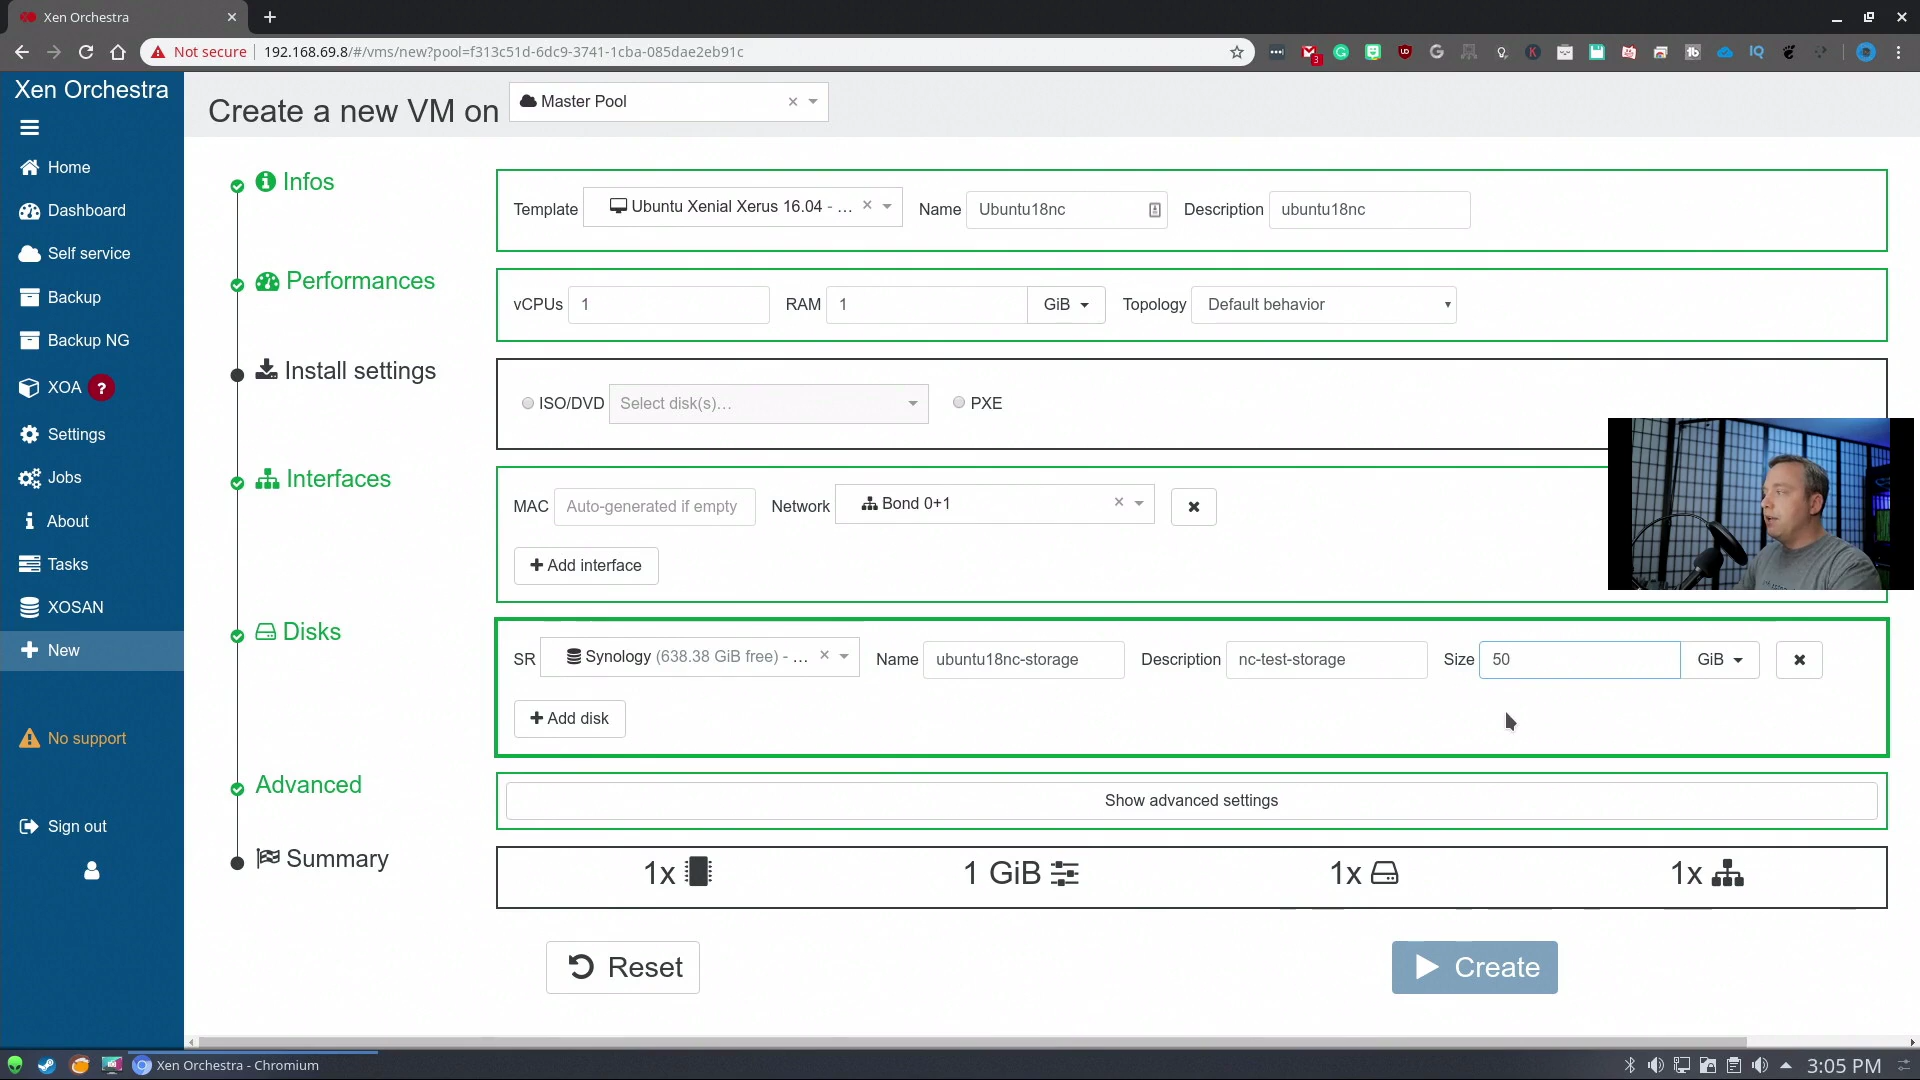 Xen Orchestra
Not secure
192.168.69.8/#/vms/new?pool=f313c51d-6dc9-3741-1cba-085dae2eb91c
3
Xen Orchestra
Create a new VM on
Master Pool
Home
Dashboard
Self service
Backup
Backup NG
XOA ?
Settings
Jobs
About
Tasks
XOSAN
New
No support
Sign out
Infos
Template
Ubuntu Xenial Xerus 16.04 - ...
Name
Ubuntu18nc
Description
ubuntu18nc
Performances
vCPUs
1
RAM
1
GiB
Topology
Default behavior
Install settings
ISO/DVD
Select disk(s)...
PXE
Interfaces
MAC
Auto-generated if empty
Network
Bond 0+1
Add interface
Disks
SR
Synology (638.38 GiB free) - ...
Name
ubuntu18nc-storage
Description
nc-test-storage
Size
50
GiB
Add disk
Advanced
Show advanced settings
Summary
1x
1 GiB
1x
1x
Reset
Create
Xen Orchestra - Chromium
3:05 PM